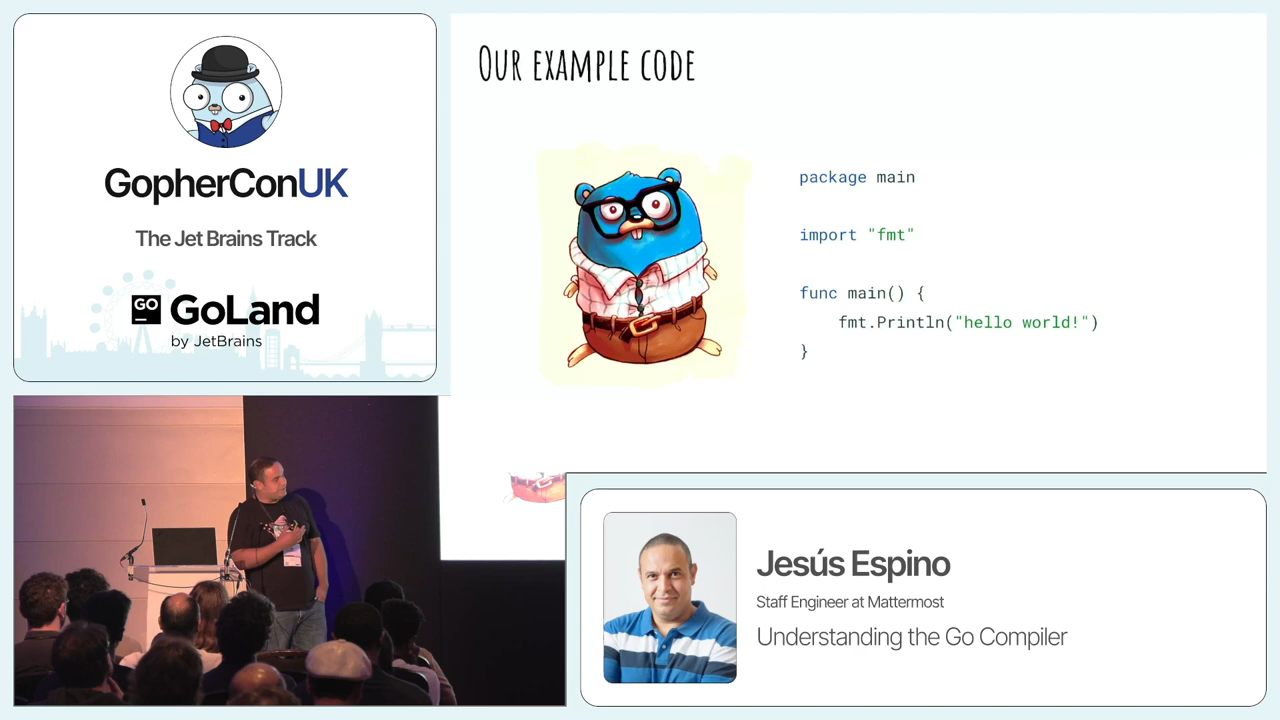 GopherConUK
The Jet Brains Track
GO GoLand
by JetBrains
OUR EXAMPLE CODE
package main
import "fmt"
func main() {
fmt.Println("hello world!")
}
Jesús Espino
Staff Engineer at Mattermost
Understanding the Go Compiler